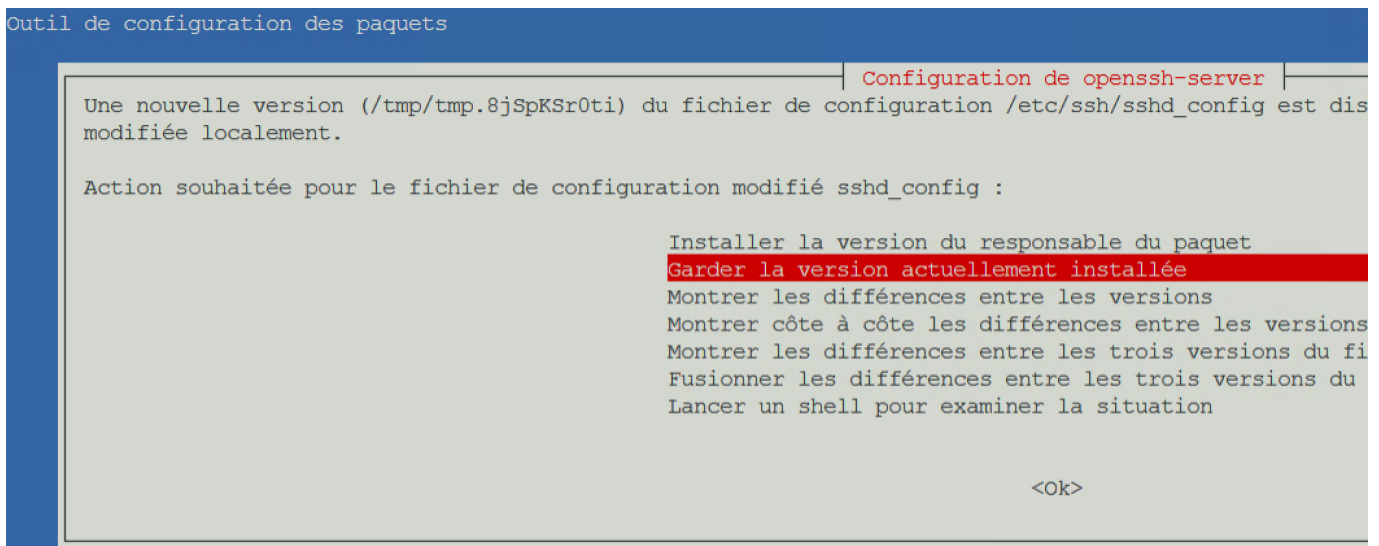 Outil de configuration des paquets
Configuration de openssh-server
Une nouvelle version (/tmp/tmp.8jSpKSr0ti) du fichier de configuration /etc/ssh/sshd_config est dis
modifiée localement.
Action souhaitée pour le fichier de configuration modifié sshd_config :
Installer la version du responsable du paquet
Garder la version actuellement installée
Montrer les différences entre les versions
Montrer côte à côte les différences entre les versions
Montrer les différences entre les trois versions du fi
Fusionner les différences entre les trois versions du
Lancer un shell pour examiner la situation
<Ok>